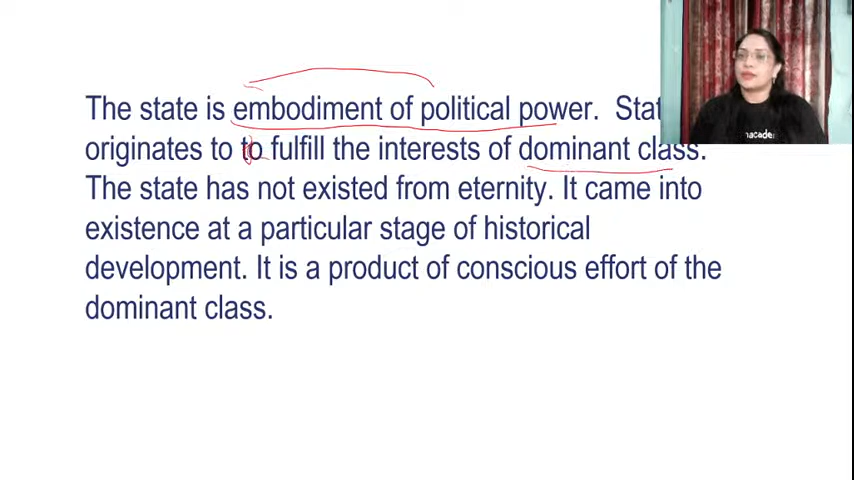 The state is embodiment of political power. Stat
originates to to fulfill the interests of dominant class.
The state has not existed from eternity. It came into
existence at a particular stage of historical
development. It is a product of conscious effort of the
dominant class.
nacade